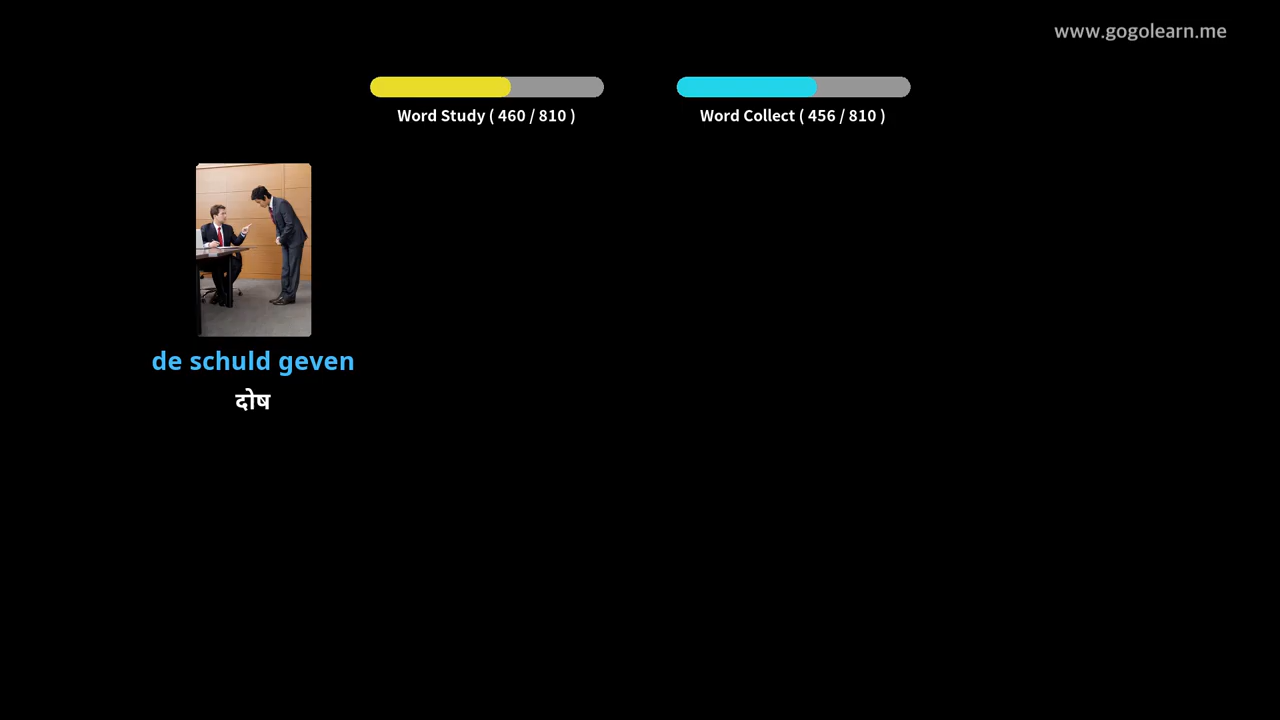 www.gogolearn.me
Word Study ( 460 / 810 )
Word Collect ( 456 / 810 )
de schuld geven
दोष